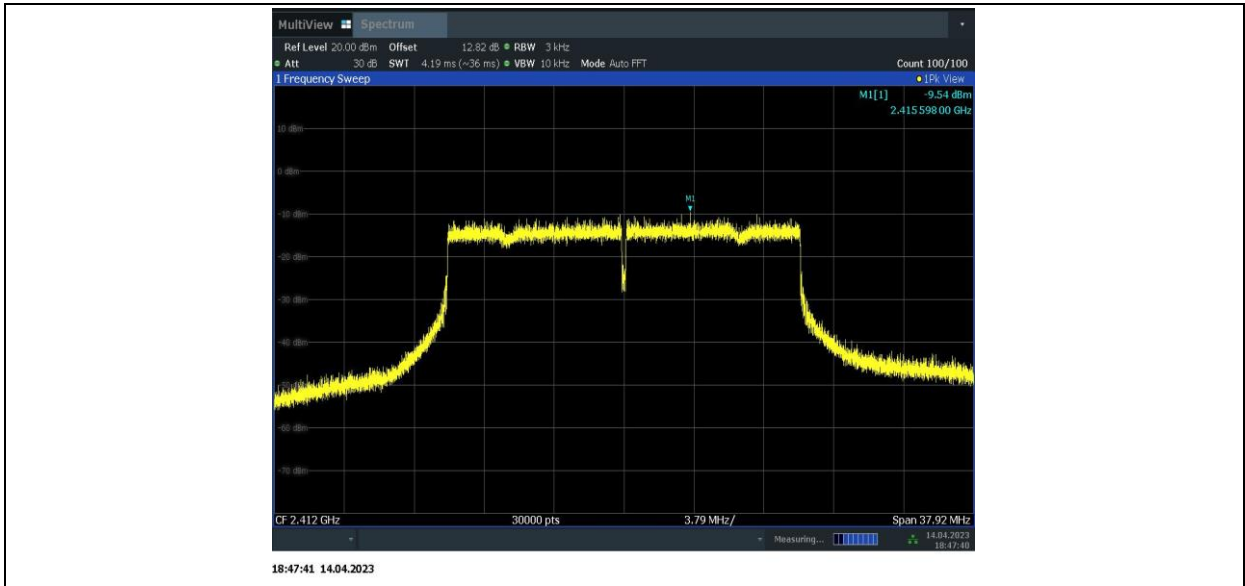 MultiView Spectrum
Ref Level 20.00 dBm Offset 12.82 dB RBW 3 kHz
Att 30 dB SWT 4.19 ms (~36 ms) VBW 10 kHz Mode Auto FFT Count 100/100
1 Frequency Sweep 1Pk View
M1[1] -9.54 dBm
2.415 598 00 GHz
10 dBm
0 dBm
M1
-10 dBm
-20 dBm
-30 dBm
-40 dBm
-60 dBm
-70 dBm
CF 2.412 GHz 30000 pts 3.79 MHz/ Span 37.92 MHz
Measuring... 14.04.2023
18:47:40
18:47:41 14.04.2023